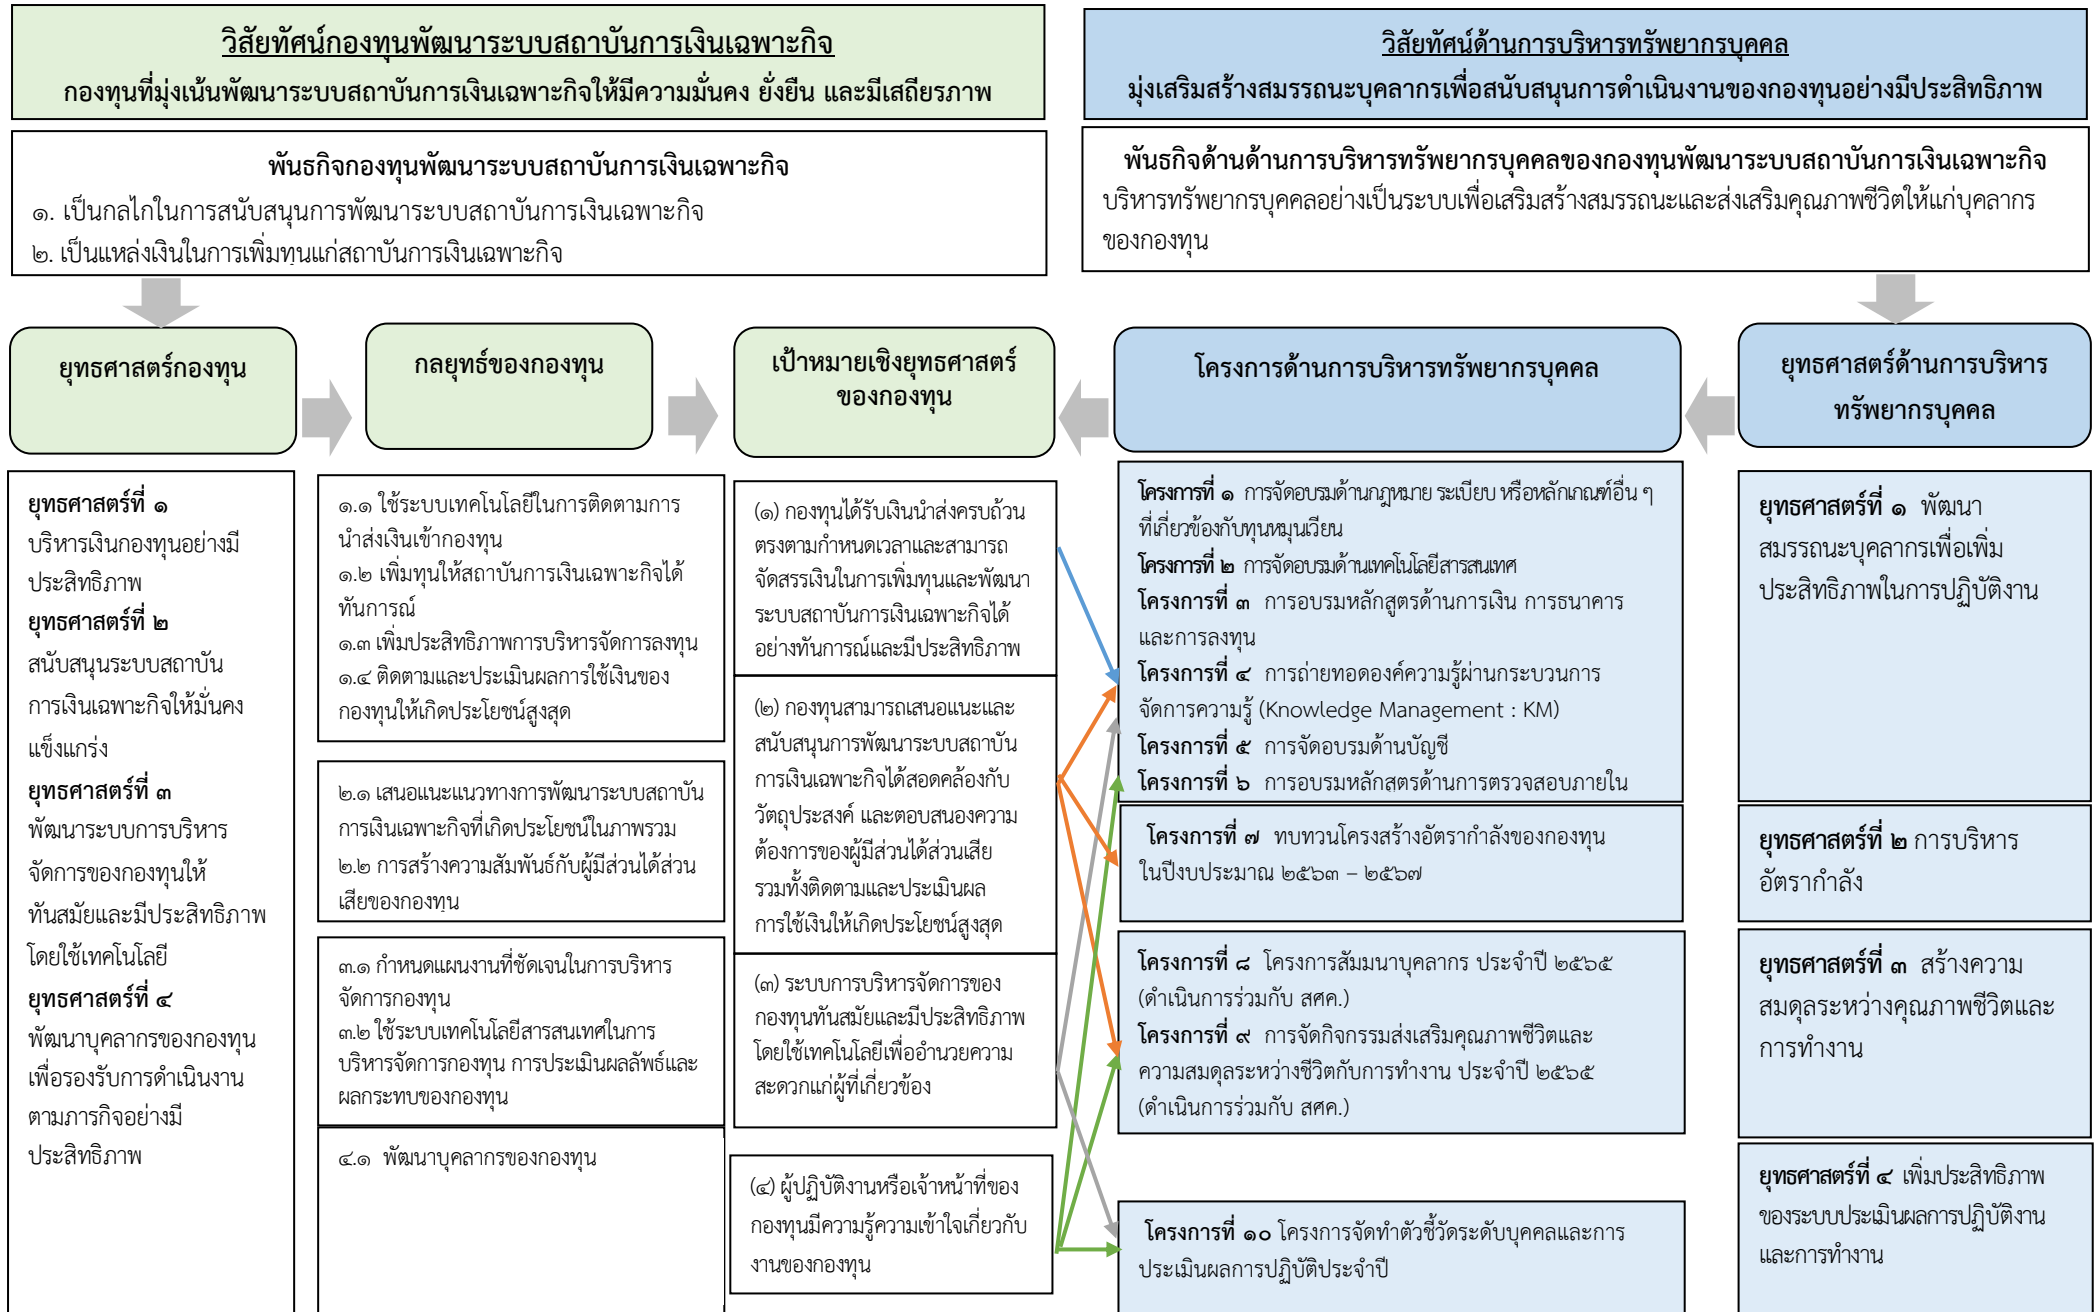 วิสัยทัศน์กองทุนพัฒนาระบบสถาบันการเงินเฉพาะกิจ
กองทุนที่มุ่งเน้นพัฒนาระบบสถาบันการเงินเฉพาะกิจให้มีความมั่นคง ยั่งยืน และมีเสถียรภาพ
วิสัยทัศน์ด้านการบริหารทรัพยากรบุคคล
มุ่งเสริมสร้างสมรรถนะบุคลากรเพื่อสนับสนุนการดำเนินงานของกองทุนอย่างมีประสิทธิภาพ
พันธกิจกองทุนพัฒนาระบบสถาบันการเงินเฉพาะกิจ
๑. เป็นกลไกในการสนับสนุนการพัฒนาระบบสถาบันการเงินเฉพาะกิจ
๒. เป็นแหล่งเงินในการเพิ่มทุนแก่สถาบันการเงินเฉพาะกิจ
พันธกิจด้านด้านการบริหารทรัพยากรบุคคลของกองทุนพัฒนาระบบสถาบันการเงินเฉพาะกิจ
บริหารทรัพยากรบุคคลอย่างเป็นระบบเพื่อเสริมสร้างสมรรถนะและส่งเสริมคุณภาพชีวิตให้แก่บุคลากร
ของกองทุน
ยุทธศาสตร์กองทุน
กลยุทธ์ของกองทุน
เป้าหมายเชิงยุทธศาสตร์
ของกองทุน
โครงการด้านการบริหารทรัพยากรบุคคล
ยุทธศาสตร์ด้านการบริหาร
ทรัพยากรบุคคล
ยุทธศาสตร์ที่ ๑
บริหารเงินกองทุนอย่างมี
ประสิทธิภาพ
ยุทธศาสตร์ที่ ๒
สนับสนุนระบบสถาบัน
การเงินเฉพาะกิจให้มั่นคง
แข็งแกร่ง
ยุทธศาสตร์ที่ ๓
พัฒนาระบบการบริหาร
จัดการของกองทุนให้
ทันสมัยและมีประสิทธิภาพ
โดยใช้เทคโนโลยี
ยุทธศาสตร์ที่ ๔
พัฒนาบุคลากรของกองทุน
เพื่อรองรับการดำเนินงาน
ตามภารกิจอย่างมี
ประสิทธิภาพ
๑.๑ ใช้ระบบเทคโนโลยีในการติดตามการ
นำส่งเงินเข้ากองทุน
๑.๒ เพิ่มทุนให้สถาบันการเงินเฉพาะกิจได้
ทันการณ์
๑.๓ เพิ่มประสิทธิภาพการบริหารจัดการลงทุน
๑.๔ ติดตามและประเมินผลการใช้เงินของ
กองทุนให้เกิดประโยชน์สูงสุด
๒.๑ เสนอแนะแนวทางการพัฒนาระบบสถาบัน
การเงินเฉพาะกิจที่เกิดประโยชน์ในภาพรวม
๒.๒ การสร้างความสัมพันธ์กับผู้มีส่วนได้ส่วน
เสียของกองทุน
๓.๑ กำหนดแผนงานที่ชัดเจนในการบริหาร
จัดการกองทุน
๓.๒ ใช้ระบบเทคโนโลยีสารสนเทศในการ
บริหารจัดการกองทุน การประเมินผลลัพธ์และ
ผลกระทบของกองทุน
๔.๑ พัฒนาบุคลากรของกองทุน
(๑) กองทุนได้รับเงินนำส่งครบถ้วน
ตรงตามกำหนดเวลาและสามารถ
จัดสรรเงินในการเพิ่มทุนและพัฒนา
ระบบสถาบันการเงินเฉพาะกิจได้
อย่างทันการณ์และมีประสิทธิภาพ
(๒) กองทุนสามารถเสนอแนะและ
สนับสนุนการพัฒนาระบบสถาบัน
การเงินเฉพาะกิจได้สอดคล้องกับ
วัตถุประสงค์ และตอบสนองความ
ต้องการของผู้มีส่วนได้ส่วนเสีย
รวมทั้งติดตามและประเมินผล
การใช้เงินให้เกิดประโยชน์สูงสุด
(๓) ระบบการบริหารจัดการของ
กองทุนทันสมัยและมีประสิทธิภาพ
โดยใช้เทคโนโลยีเพื่ออำนวยความ
สะดวกแก่ผู้ที่เกี่ยวข้อง
(๔) ผู้ปฏิบัติงานหรือเจ้าหน้าที่ของ
กองทุนมีความรู้ความเข้าใจเกี่ยวกับ
งานของกองทุน
โครงการที่ ๑ การจัดอบรมด้านกฎหมาย ระเบียบ หรือหลักเกณฑ์อื่น ๆ
ที่เกี่ยวข้องกับทุนหมุนเวียน
โครงการที่ ๒ การจัดอบรมด้านเทคโนโลยีสารสนเทศ
โครงการที่ ๓ การอบรมหลักสูตรด้านการเงิน การธนาคาร
และการลงทุน
โครงการที่ ๔ การถ่ายทอดองค์ความรู้ผ่านกระบวนการ
จัดการความรู้ (Knowledge Management : KM)
โครงการที่ ๕ การจัดอบรมด้านบัญชี
โครงการที่ ๖ การอบรมหลักสูตรด้านการตรวจสอบภายใน
โครงการที่ ๗ ทบทวนโครงสร้างอัตรากำลังของกองทุน
ในปีงบประมาณ ๒๕๖๓ – ๒๕๖๗
โครงการที่ ๘ โครงการสัมมนาบุคลากร ประจำปี ๒๕๖๕
(ดำเนินการร่วมกับ สศค.)
โครงการที่ ๙ การจัดกิจกรรมส่งเสริมคุณภาพชีวิตและ
ความสมดุลระหว่างชีวิตกับการทำงาน ประจำปี ๒๕๖๕
(ดำเนินการร่วมกับ สศค.)
โครงการที่ ๑๐ โครงการจัดทำตัวชี้วัดระดับบุคคลและการ
ประเมินผลการปฏิบัติประจำปี
ยุทธศาสตร์ที่ ๑ พัฒนา
สมรรถนะบุคลากรเพื่อเพิ่ม
ประสิทธิภาพในการปฏิบัติงาน
ยุทธศาสตร์ที่ ๒ การบริหาร
อัตรากำลัง
ยุทธศาสตร์ที่ ๓ สร้างความ
สมดุลระหว่างคุณภาพชีวิตและ
การทำงาน
ยุทธศาสตร์ที่ ๔ เพิ่มประสิทธิภาพ
ของระบบประเมินผลการปฏิบัติงาน
และการทำงาน